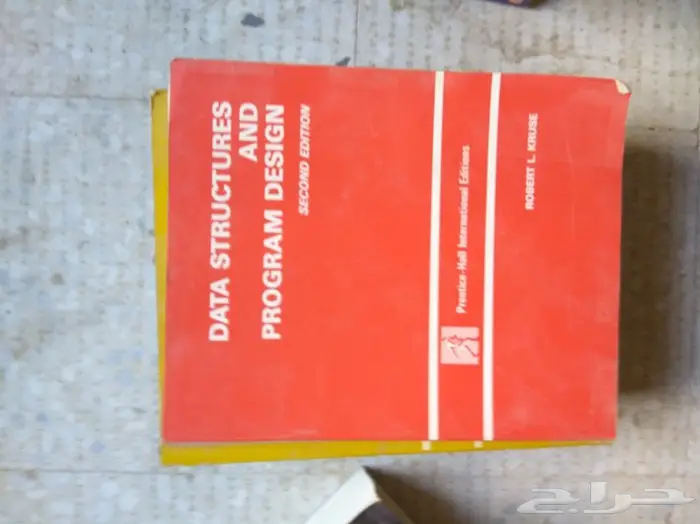 DATA STRUCTURES
AND
PROGRAM DESIGN
SECOND EDITION
Prentice-Hall International Editions
ROBERT L. KRUSE
حراج